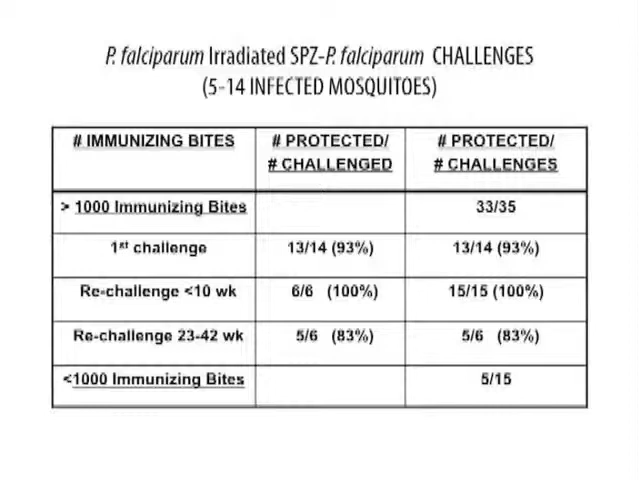 P. falciparum Irradiated SPZ-P. falciparum CHALLENGES
(5-14 INFECTED MOSQUITOES)
# IMMUNIZING BITES # PROTECTED/ # CHALLENGED # PROTECTED/ # CHALLENGES
> 1000 Immunizing Bites 33/35
1st challenge 13/14 (93%) 13/14 (93%)
Re-challenge <10 wk 6/6 (100%) 15/15 (100%)
Re-challenge 23-42 wk 5/6 (83%) 5/6 (83%)
<1000 Immunizing Bites 5/15